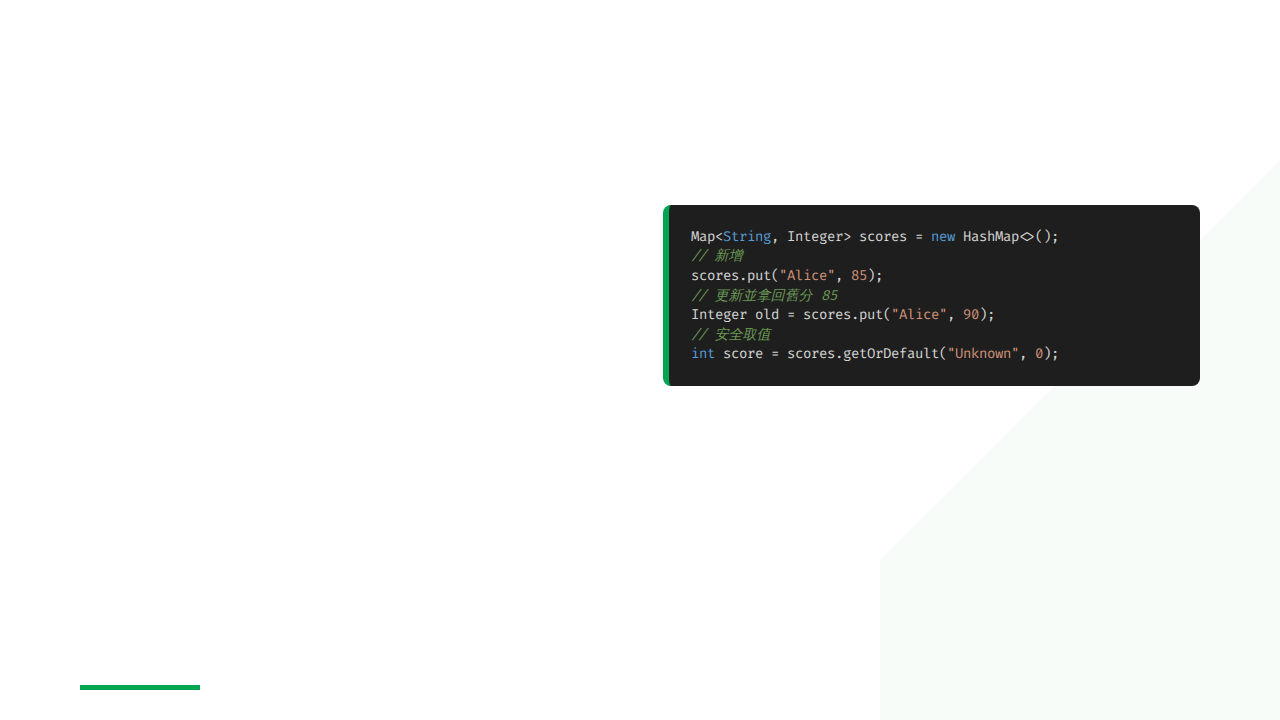 Map<String, Integer> scores = new HashMap<>();
// 新增
scores.put("Alice", 85);
// 更新並拿回舊分 85
Integer old = scores.put("Alice", 90);
// 安全取值
int score = scores.getOrDefault("Unknown", 0);